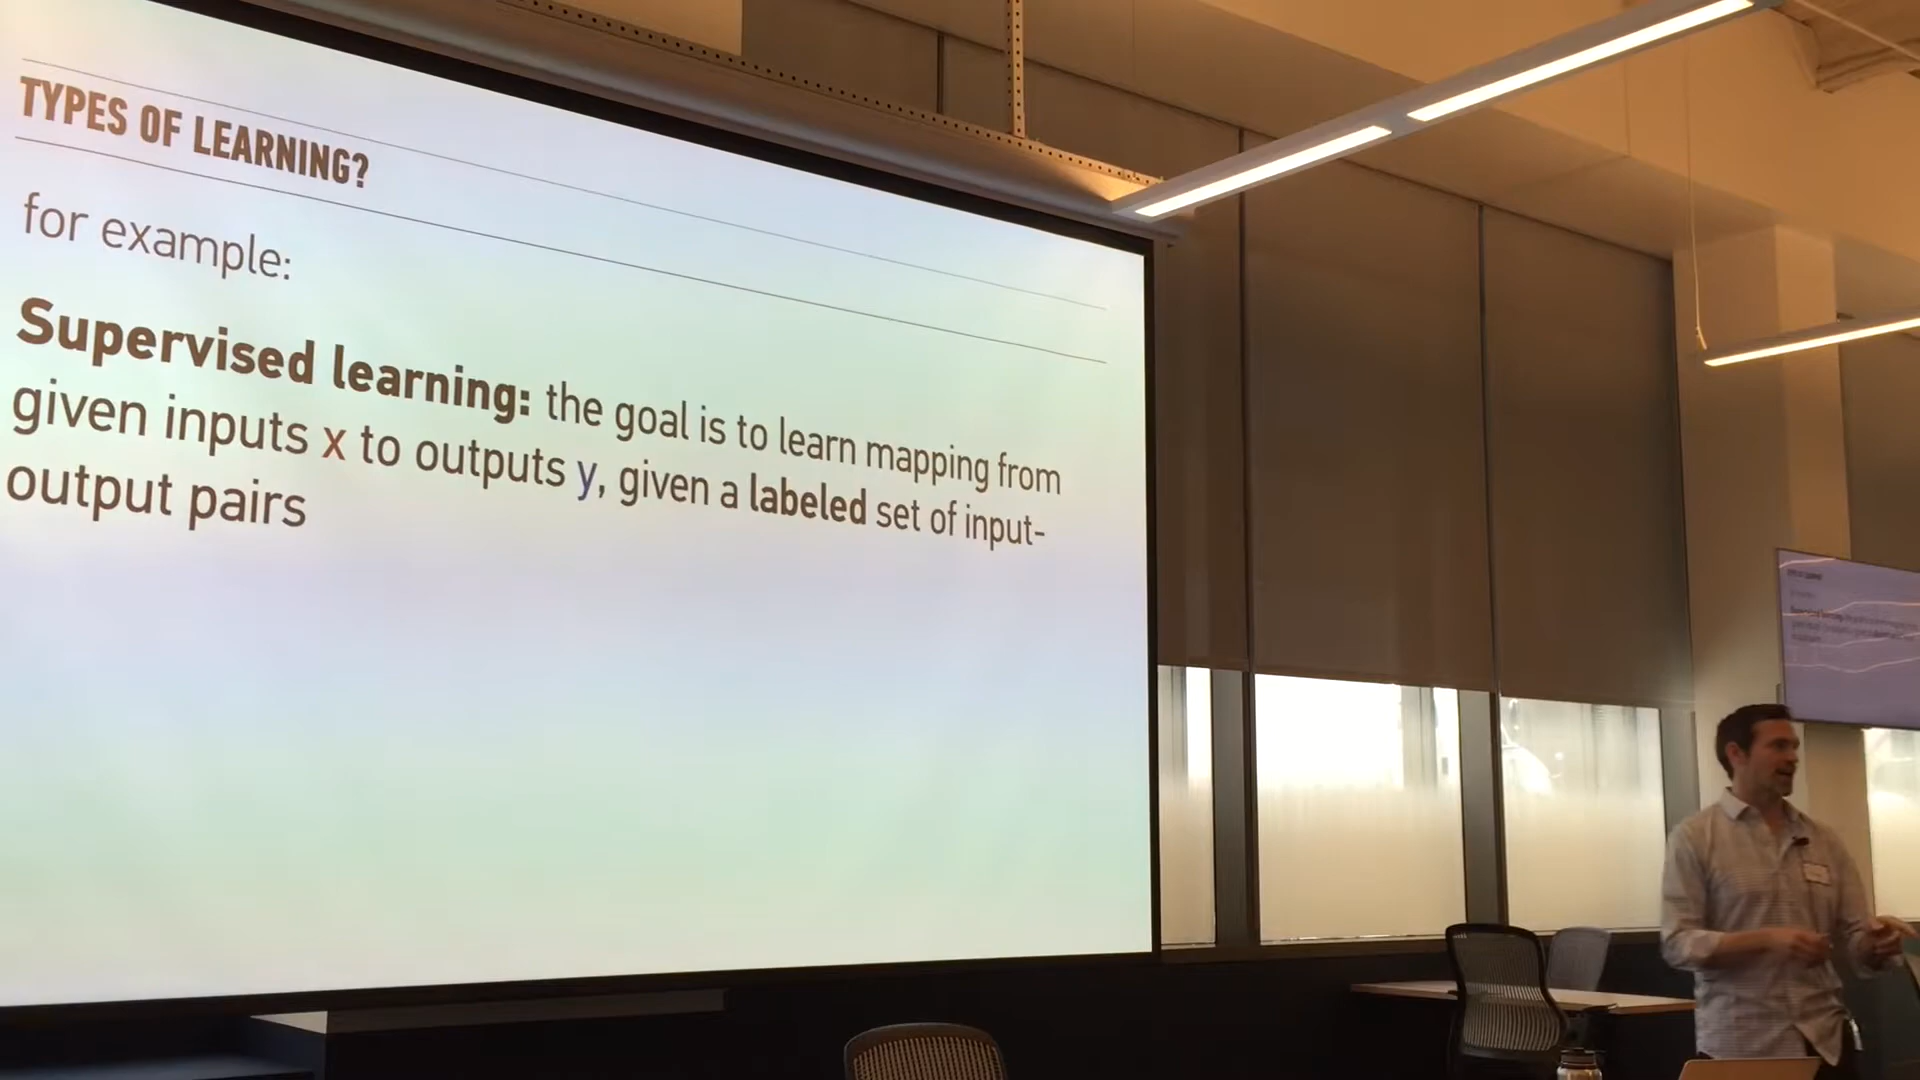 TYPES OF LEARNING?
for example:
Supervised learning: the goal is to learn mapping from
given inputs x to outputs y, given a labeled set of input-
output pairs